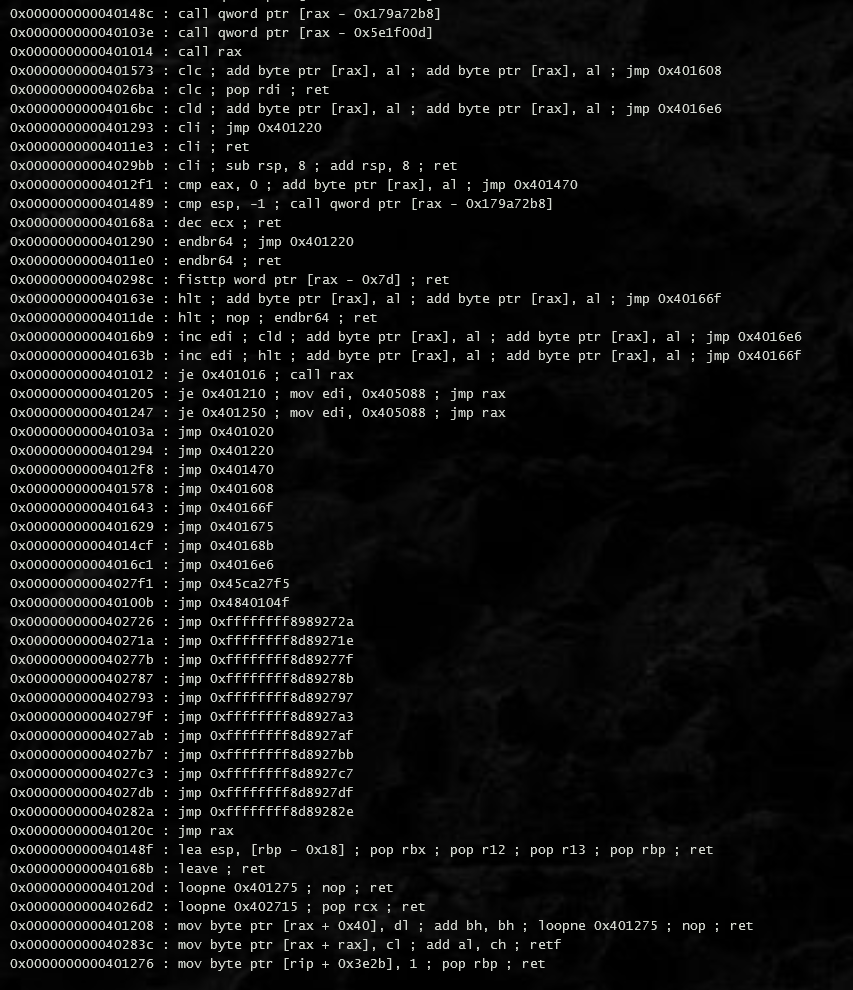 0x000000000040148c : call qword ptr [rax - 0x179a72b8]
0x000000000040103e : call qword ptr [rax - 0x5e1f00d]
0x0000000000401014 : call rax
0x0000000000401573 : clc ; add byte ptr [rax], al ; add byte ptr [rax], al ; jmp 0x401608
0x00000000004026ba : clc ; pop rdi ; ret
0x00000000004016bc : cld ; add byte ptr [rax], al ; add byte ptr [rax], al ; jmp 0x4016e6
0x0000000000401293 : cli ; jmp 0x401220
0x00000000004011e3 : cli ; ret
0x00000000004029bb : cli ; sub rsp, 8 ; add rsp, 8 ; ret
0x00000000004012f1 : cmp eax, 0 ; add byte ptr [rax], al ; jmp 0x401470
0x0000000000401489 : cmp esp, -1 ; call qword ptr [rax - 0x179a72b8]
0x000000000040168a : dec ecx ; ret
0x0000000000401290 : endbr64 ; jmp 0x401220
0x00000000004011e0 : endbr64 ; ret
0x000000000040298c : fisttp word ptr [rax - 0x7d] ; ret
0x000000000040163e : hlt ; add byte ptr [rax], al ; add byte ptr [rax], al ; jmp 0x40166f
0x00000000004011de : hlt ; nop ; endbr64 ; ret
0x00000000004016b9 : inc edi ; cld ; add byte ptr [rax], al ; add byte ptr [rax], al ; jmp 0x4016e6
0x000000000040163b : inc edi ; hlt ; add byte ptr [rax], al ; add byte ptr [rax], al ; jmp 0x40166f
0x0000000000401012 : je 0x401016 ; call rax
0x0000000000401205 : je 0x401210 ; mov edi, 0x405088 ; jmp rax
0x0000000000401247 : je 0x401250 ; mov edi, 0x405088 ; jmp rax
0x000000000040103a : jmp 0x401020
0x0000000000401294 : jmp 0x401220
0x00000000004012f8 : jmp 0x401470
0x0000000000401578 : jmp 0x401608
0x0000000000401643 : jmp 0x40166f
0x0000000000401629 : jmp 0x401675
0x00000000004014cf : jmp 0x40168b
0x00000000004016c1 : jmp 0x4016e6
0x00000000004027f1 : jmp 0x45ca27f5
0x000000000040100b : jmp 0x4840104f
0x0000000000402726 : jmp 0xffffffff8989272a
0x000000000040271a : jmp 0xffffffff8d89271e
0x000000000040277b : jmp 0xffffffff8d89277f
0x0000000000402787 : jmp 0xffffffff8d89278b
0x0000000000402793 : jmp 0xffffffff8d892797
0x000000000040279f : jmp 0xffffffff8d8927a3
0x00000000004027ab : jmp 0xffffffff8d8927af
0x00000000004027b7 : jmp 0xffffffff8d8927bb
0x00000000004027c3 : jmp 0xffffffff8d8927c7
0x00000000004027db : jmp 0xffffffff8d8927df
0x000000000040282a : jmp 0xffffffff8d89282e
0x000000000040120c : jmp rax
0x000000000040148f : lea esp, [rbp - 0x18] ; pop rbx ; pop r12 ; pop r13 ; pop rbp ; ret
0x000000000040168b : leave ; ret
0x000000000040120d : loopne 0x401275 ; nop ; ret
0x00000000004026d2 : loopne 0x402715 ; pop rcx ; ret
0x0000000000401208 : mov byte ptr [rax + 0x40], dl ; add bh, bh ; loopne 0x401275 ; nop ; ret
0x000000000040283c : mov byte ptr [rax + rax], cl ; add al, ch ; retf
0x0000000000401276 : mov byte ptr [rip + 0x3e2b], 1 ; pop rbp ; ret